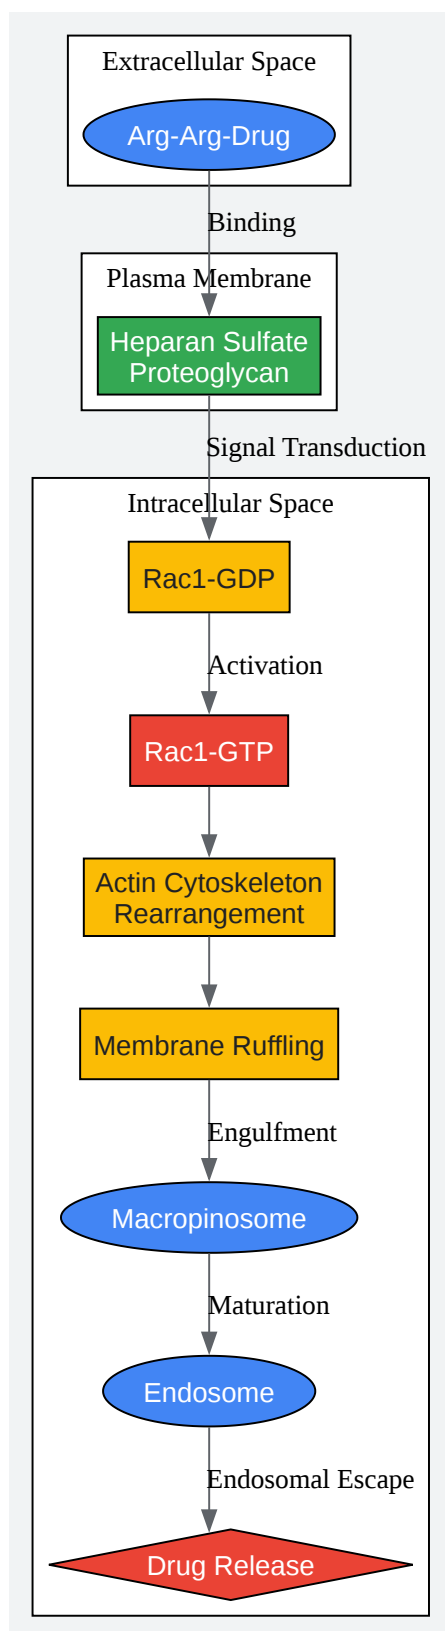 Extracellular Space
Arg-Arg-Drug
Binding
Plasma Membrane
Heparan Sulfate
Proteoglycan
Signal Transduction
Intracellular Space
Rac1-GDP
Activation
Rac1-GTP
Actin Cytoskeleton
Rearrangement
Membrane Ruffling
Engulfment
Macropinosome
Maturation
Endosome
Endosomal Escape
Drug Release